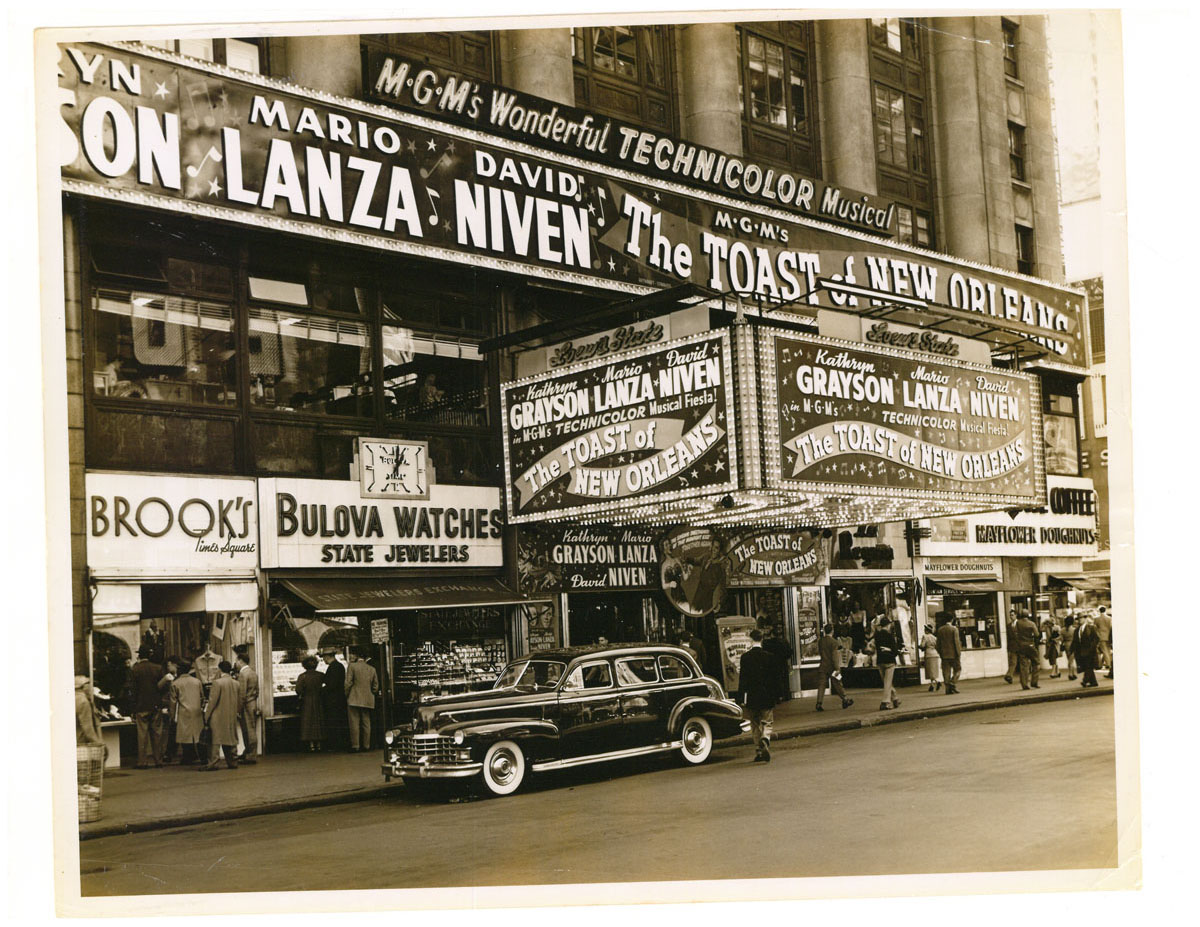 M·G·M's Wonderful TECHNICOLOR Musical
YN
SON
MARIO
LANZA
DAVID
NIVEN
M·G·M's
The TOAST of NEW ORLEANS
Loew's State
Kathryn Mario David
GRAYSON LANZA NIVEN
in M·G·M's TECHNICOLOR Musical Fiesta!
The TOAST of
NEW ORLEANS
Loew's State
Kathryn Mario David
GRAYSON LANZA NIVEN
in M·G·M's TECHNICOLOR Musical Fiesta!
The TOAST of NEW ORLEANS
BROOK'S
Times Square
BULOVA WATCHES
STATE JEWELERS
Kathryn Mario
GRAYSON LANZA
David NIVEN
The TOAST of
NEW ORLEANS
COFFEE
MAYFLOWER DOUGHNUTS
MAYFLOWER DOUGHNUTS